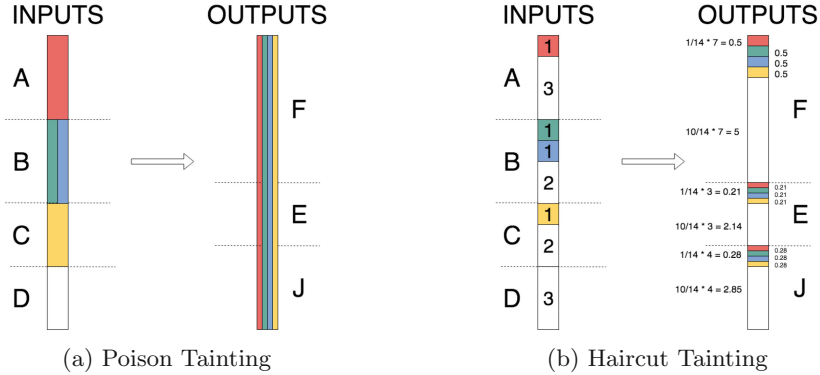 INPUTS
OUTPUTS
A
B
C
D
F
E
J
(a) Poison Tainting
INPUTS
OUTPUTS
A
1
3
B
1
1
2
C
1
2
D
3
1/14 * 7 = 0.5
0.5
0.5
0.5
10/14 * 7 = 5
F
1/14 * 3 = 0.21
0.21
0.21
0.21
E
10/14 * 3 = 2.14
1/14 * 4 = 0.28
0.28
0.28
0.28
J
10/14 * 4 = 2.85
(b) Haircut Tainting